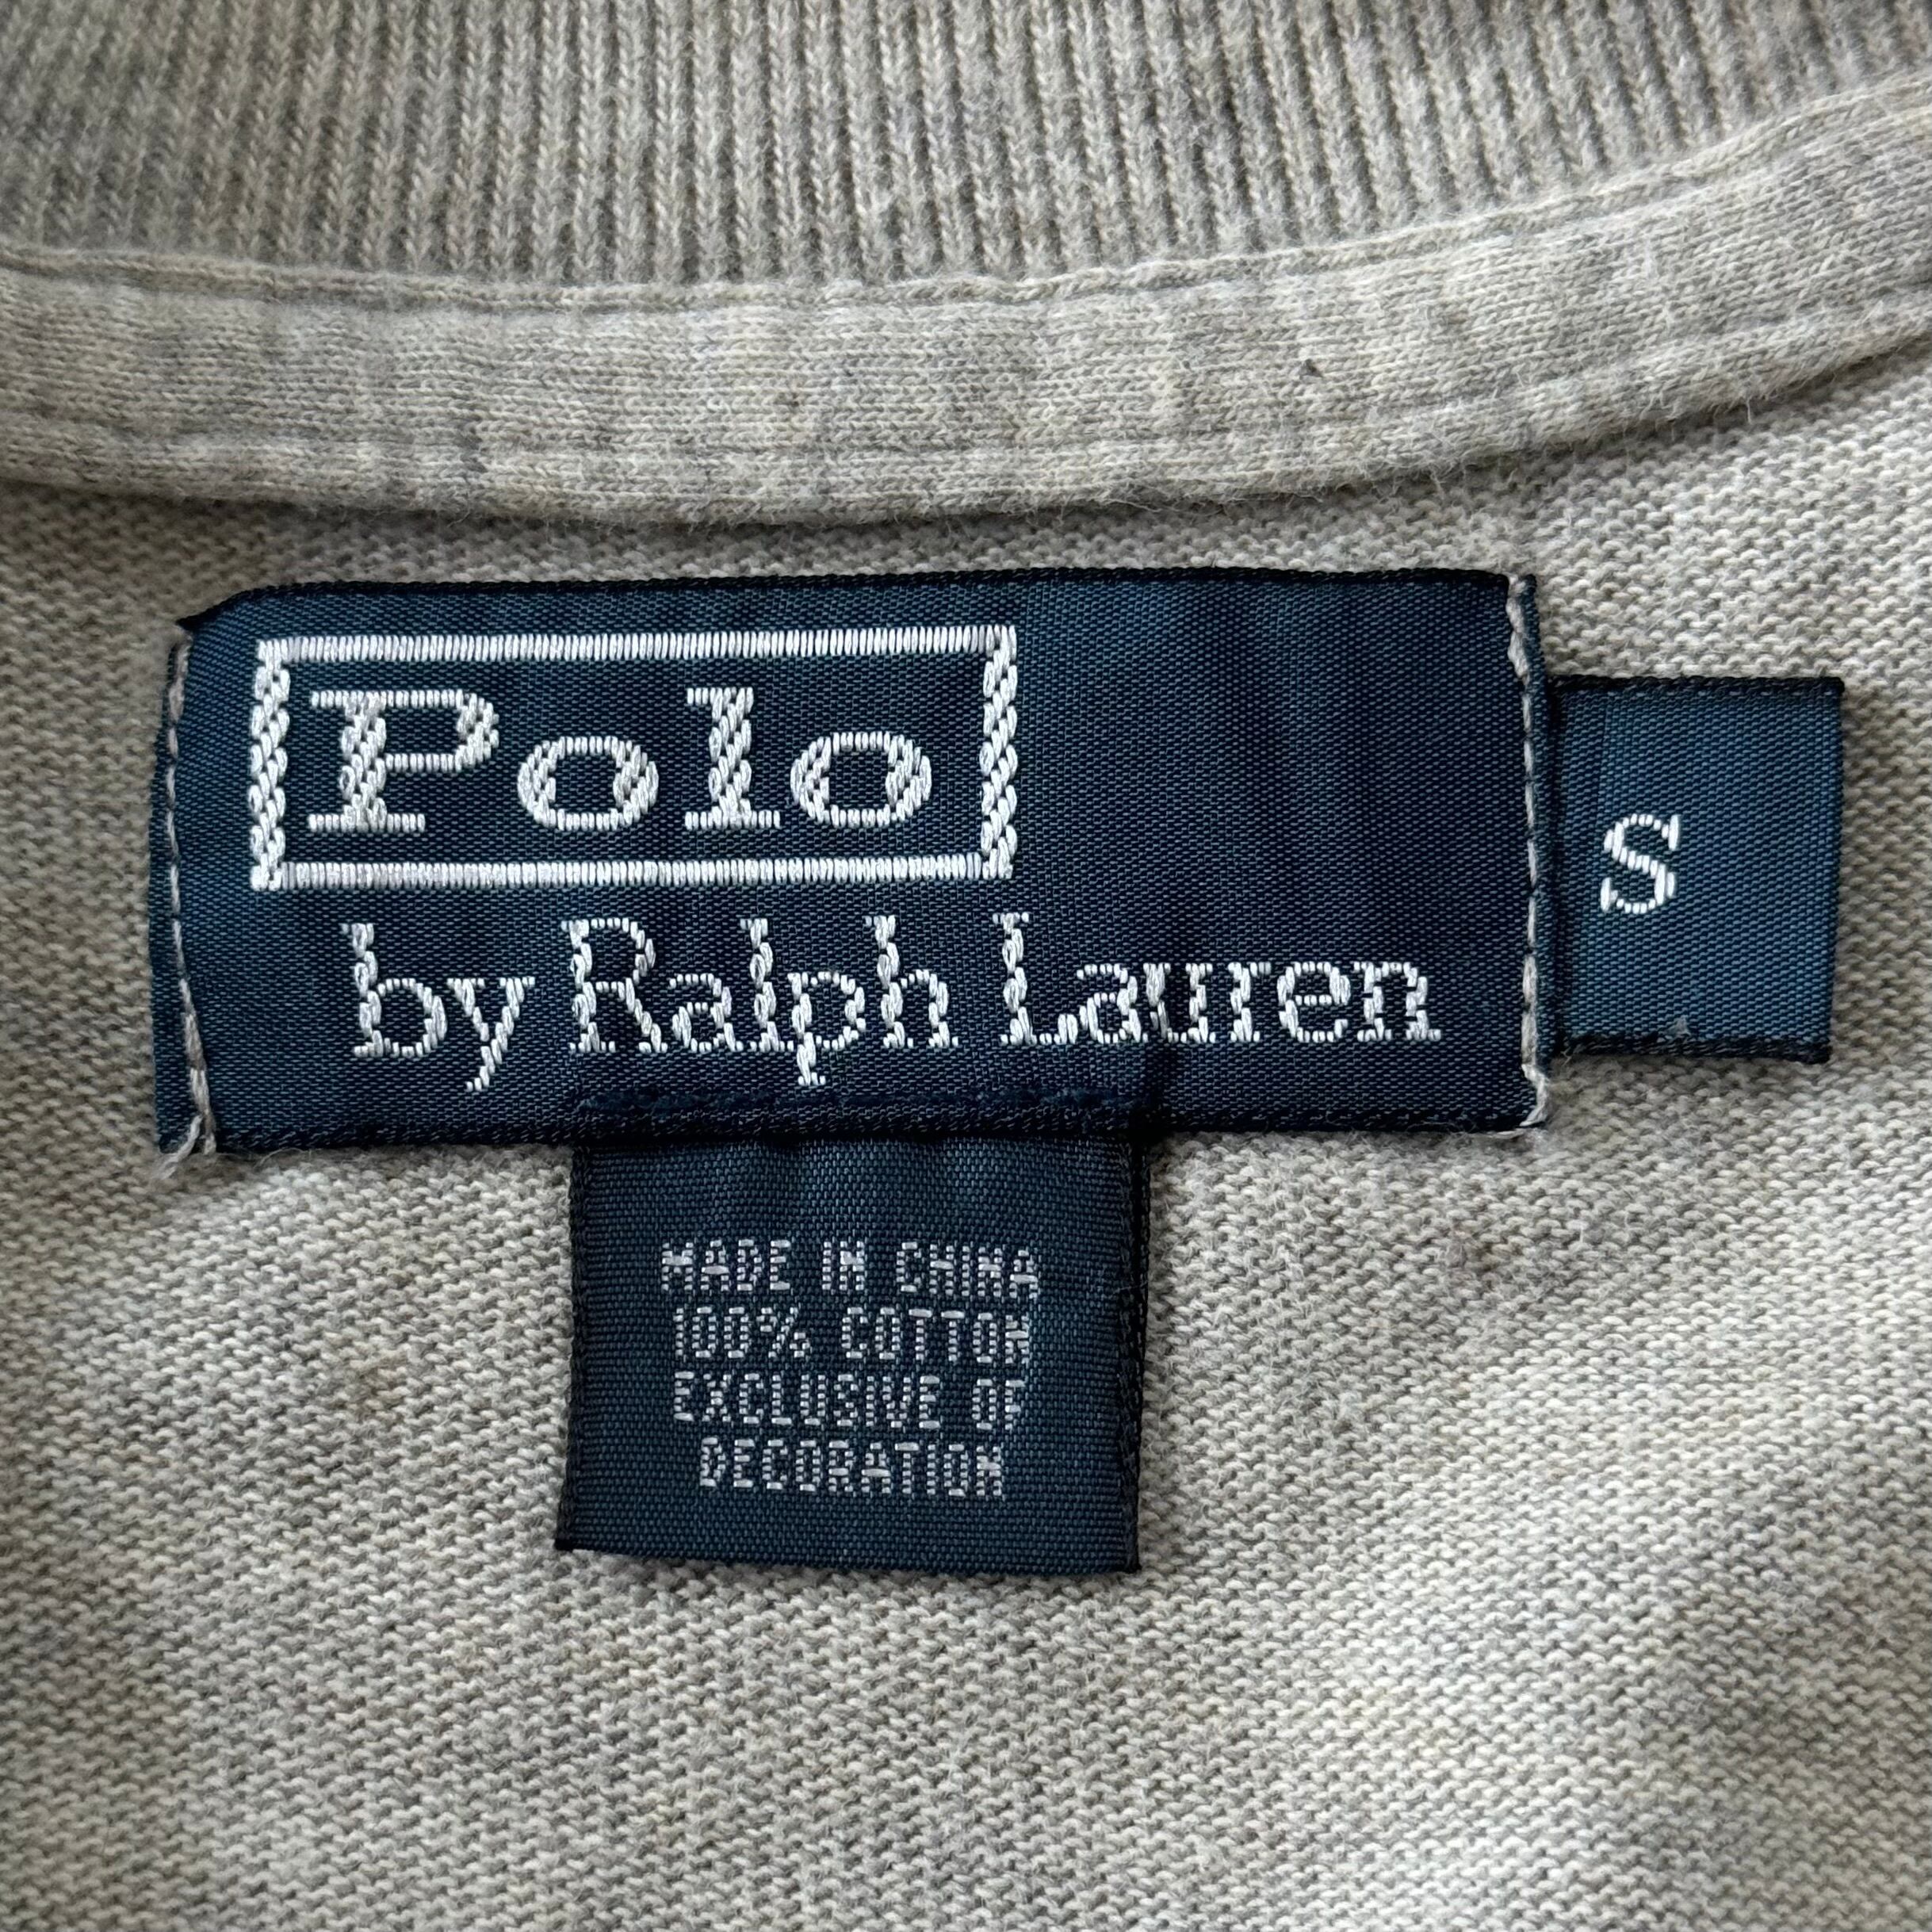 Polo
by Ralph Lauren
S
MADE IN CHINA
100% COTTON
EXCLUSIVE OF
DECORATION